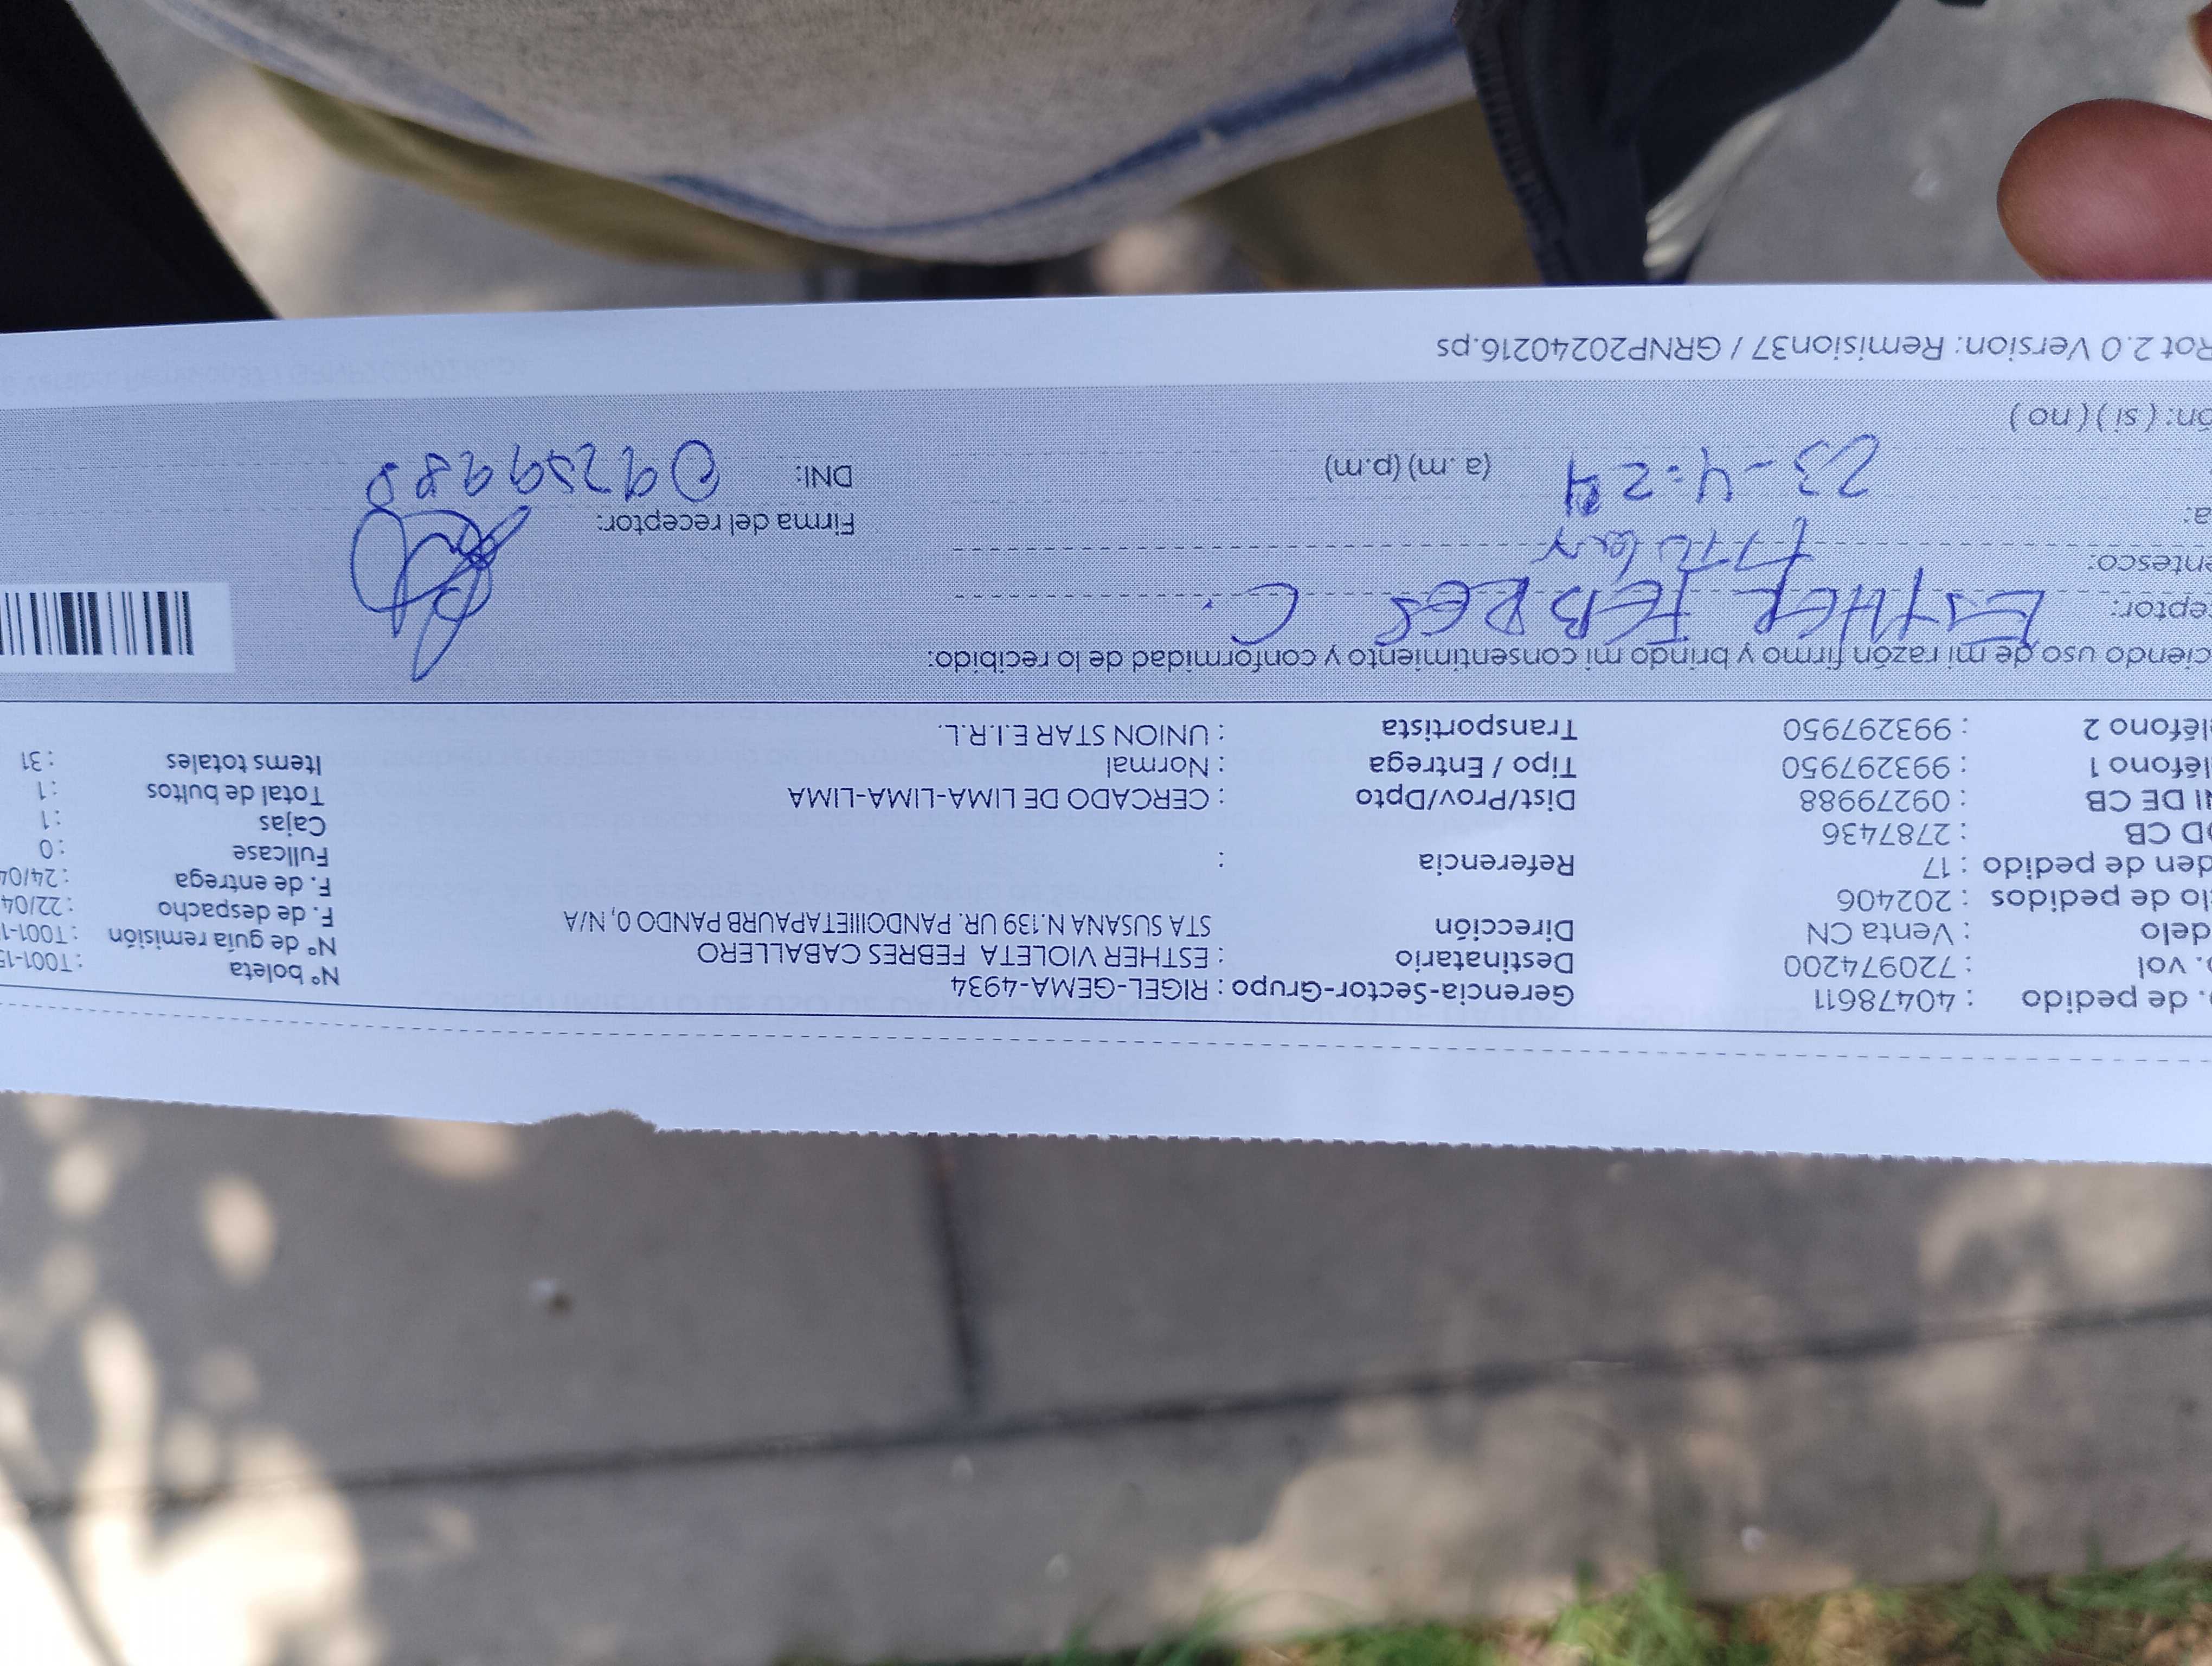 . de pedido : 40478611 Gerencia-Sector-Grupo : RIGEL-GEMA-4934 N° boleta : T001-15
. vol : 720974200 Destinatario : ESTHER VIOLETA FEBRES CABALLERO N° de guía remisión : T001-1
delo : Venta CN Dirección STA SUSANA N.139 UR. PANDOIIIETAPAURB PANDO 0, N/A F. de despacho : 22/04
lo de pedidos : 202406 F. de entrega : 24/04
den de pedido : 17 Referencia : Fullcase : 0
OD CB : 2787436 Cajas : 1
NI DE CB : 09279988 Dist/Prov/Dpto : CERCADO DE LIMA-LIMA-LIMA Total de bultos : 1
léfono 1 : 993297950 Tipo / Entrega : Normal Items totales : 31
léfono 2 : 993297950 Transportista : UNION STAR E.I.R.L.
ciendo uso de mi razón firmo y brindo mi consentimiento y conformidad de lo recibido:
eptor: ESTHER FEBRES C.
entesco: Titular Firma del receptor:
a: 23-4-24 (a.m) (p.m) DNI:
ón: ( si ) ( no )
Rot 2.0 Version: Remision37 / GRNP20240216.ps